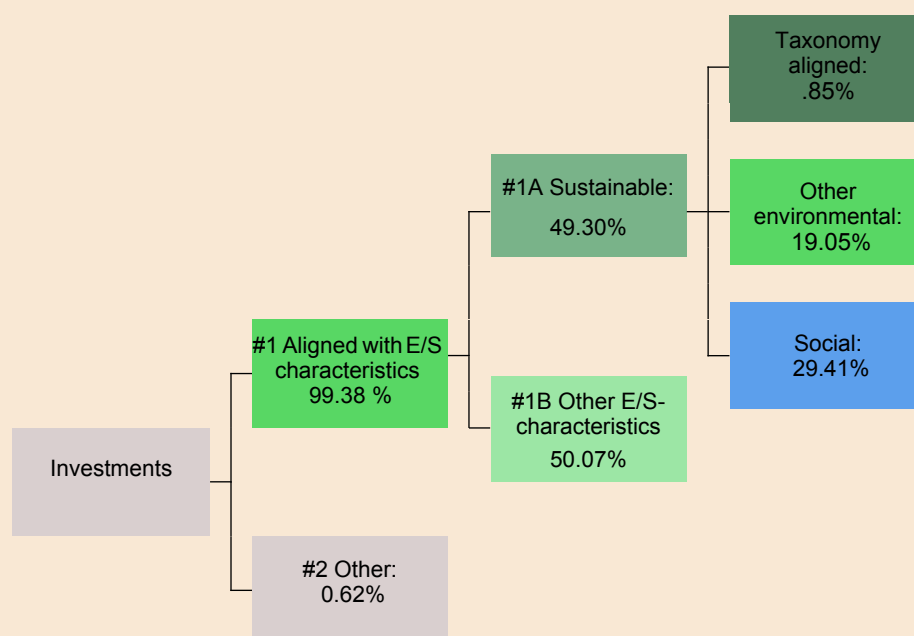 Taxonomy
aligned:
.85%
#1A Sustainable:
49.30%
Other
environmental:
19.05%
#1 Aligned with E/S
characteristics
99.38 %
Social:
29.41%
#1B Other E/S-
characteristics
50.07%
Investments
#2 Other:
0.62%